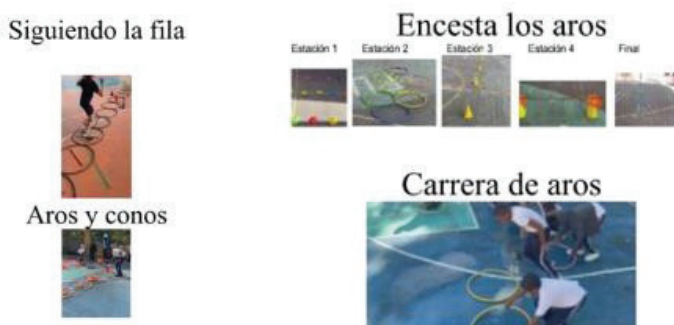 Siguiendo la fila
Encesta los aros
Estación 1 Estación 2 Estación 3 Estación 4 Final
Aros y conos
Carrera de aros